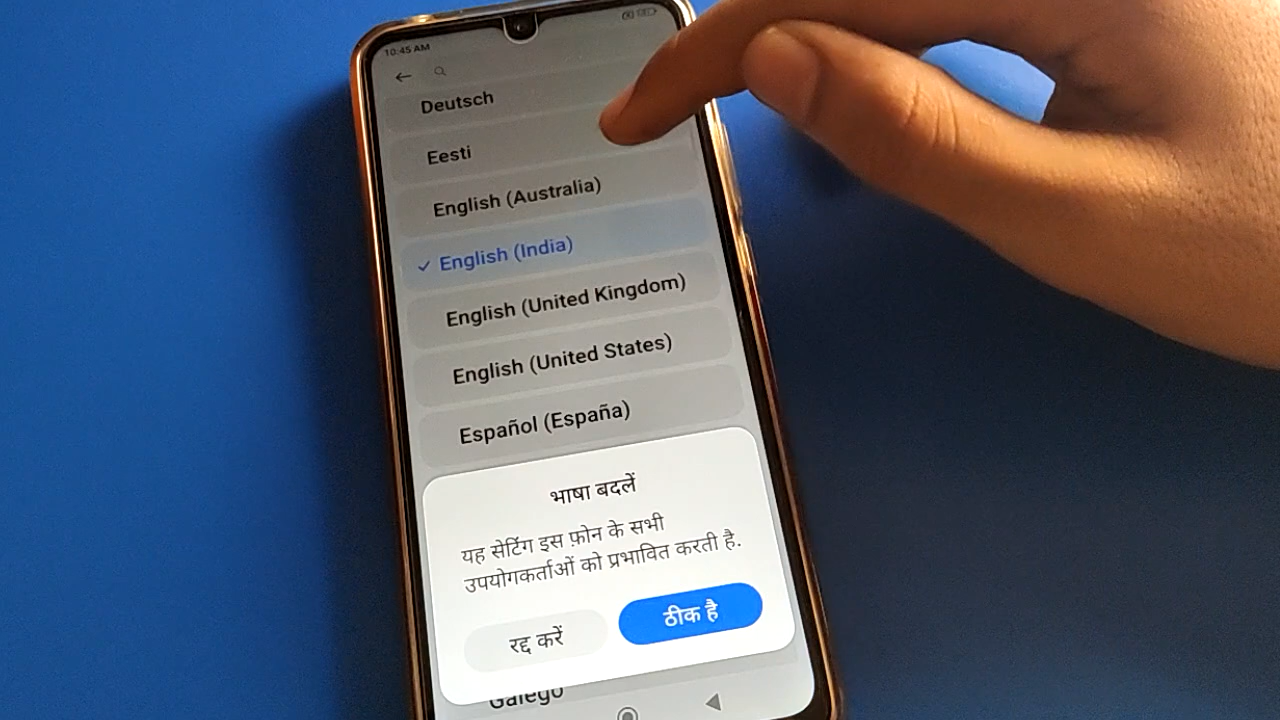 10:45 AM
Deutsch
Eesti
English (Australia)
English (India)
English (United Kingdom)
English (United States)
Español (España)
भाषा बदलें
यह सेटिंग इस फ़ोन के सभी
उपयोगकर्ताओं को प्रभावित करती है.
रद्द करें
ठीक है
Galego